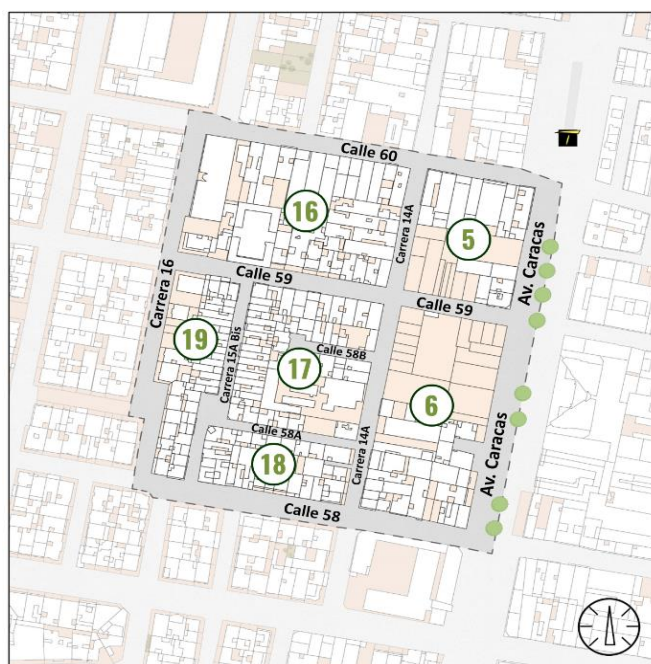 Calle 60
16
Carrera 14A
5
Av. Caracas
Carrera 16
Calle 59
Calle 59
19
Carrera 15A Bis
Calle 58B
17
6
Calle 58A
18
Carrera 14A
Av. Caracas
Calle 58